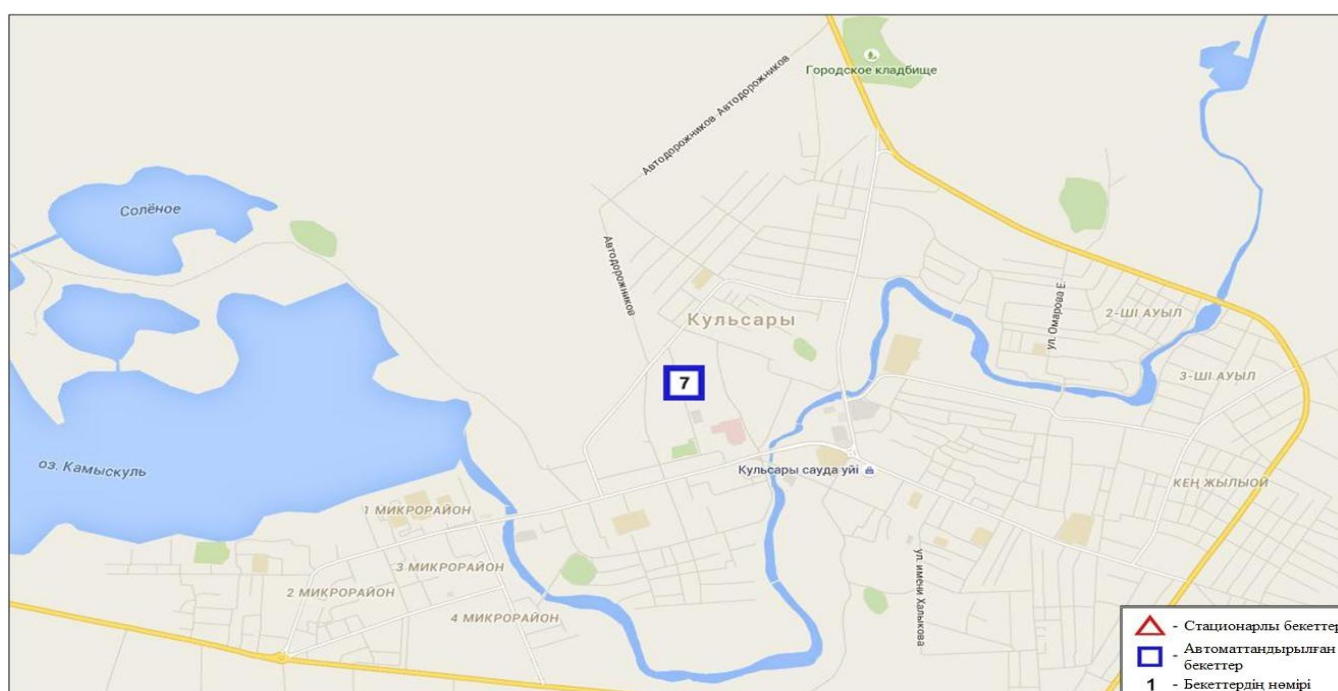 Городское кладбище
Автодорожников Автодорожников
Солёное
Автодорожников
ул. Омарова Е.
2-ШІ АУЫЛ
Кульсары
3-ШІ АУЫЛ
7
оз. Камыскуль
Кульсары сауда уйі
КЕҢ ЖЫЛЫОЙ
1 МИКРОРАЙОН
3 МИКРОРАЙОН
2 МИКРОРАЙОН
4 МИКРОРАЙОН
ул. имени Халыкова
- Стационарлы бекеттер
- Автоматтандырылған
бекеттер
1 - Бекеттердің нөмірі